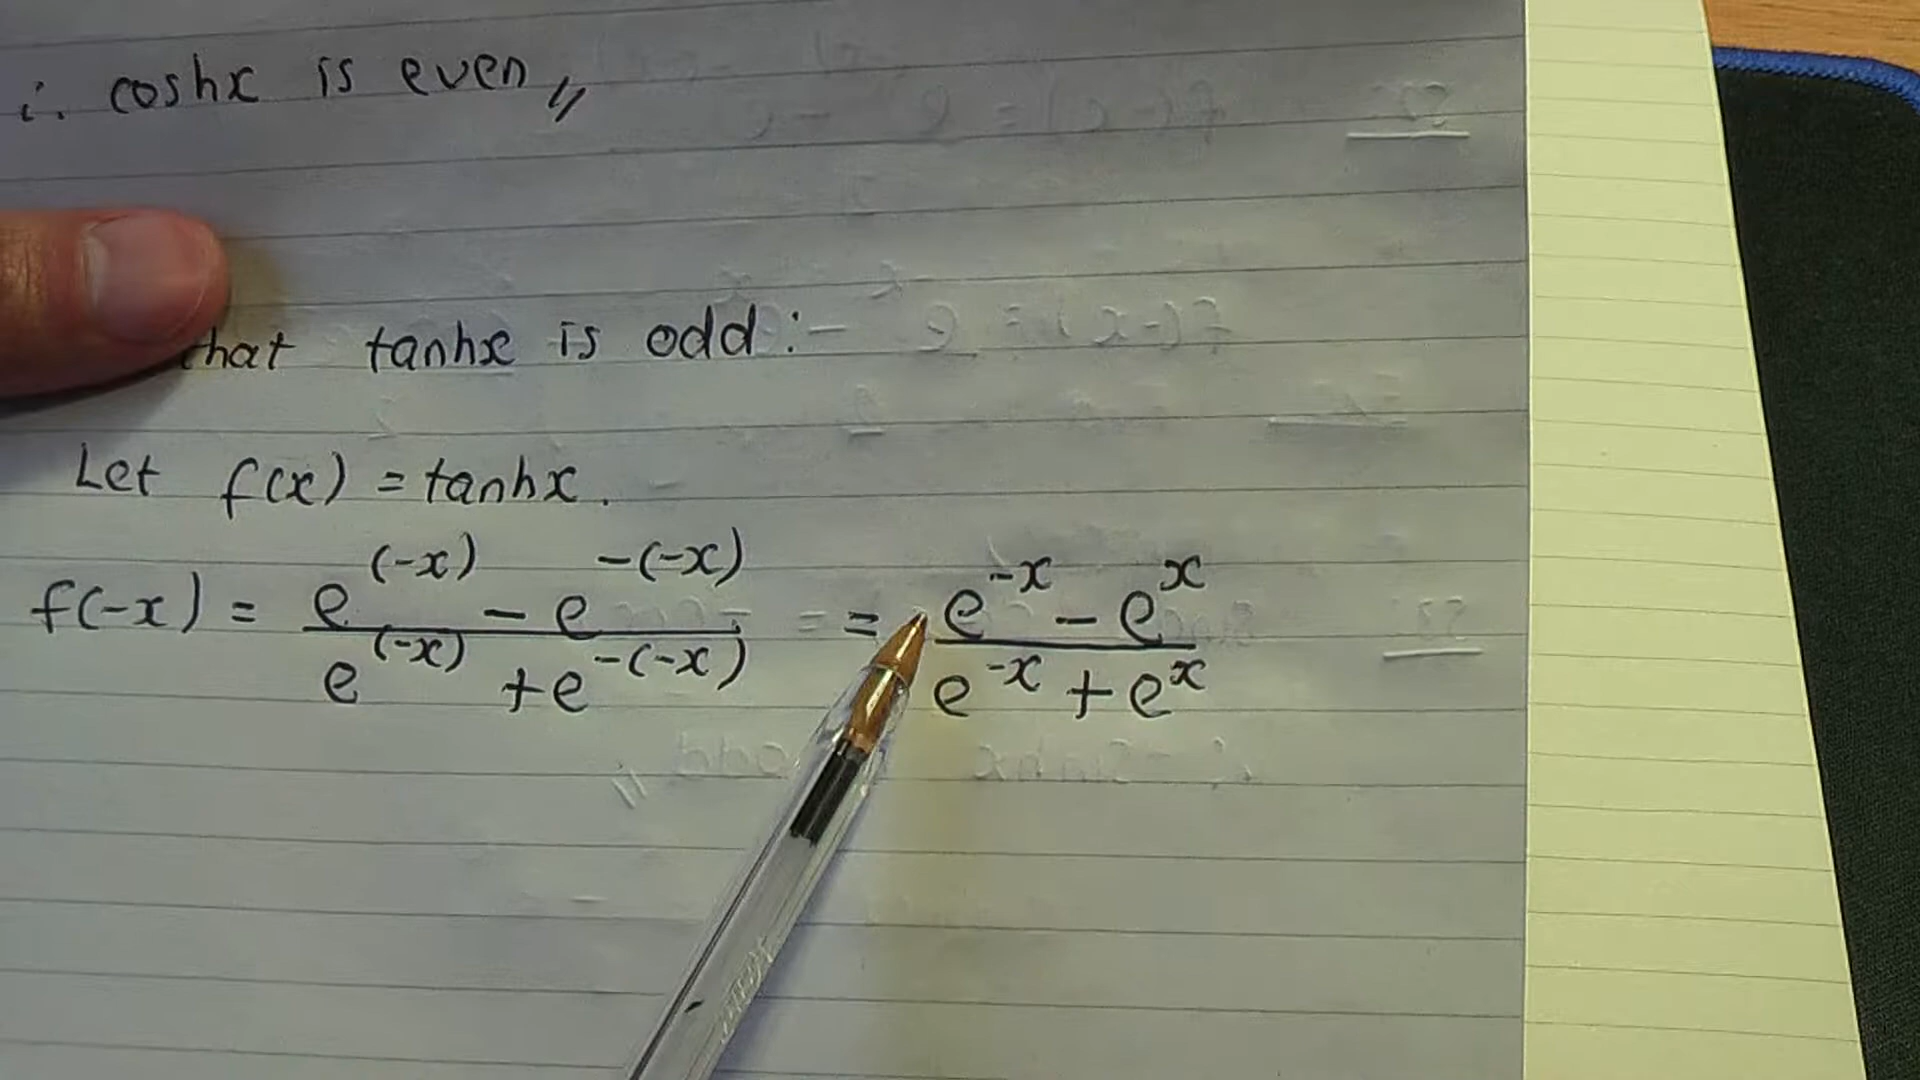 ∴ coshx is even,,
that tanhx is odd:-
Let f(x) = tanhx.
f(-x) = (e^(-x) - e^-(-x))/(e^(-x) + e^-(-x)) = (e^-x - e^x)/(e^-x + e^x)